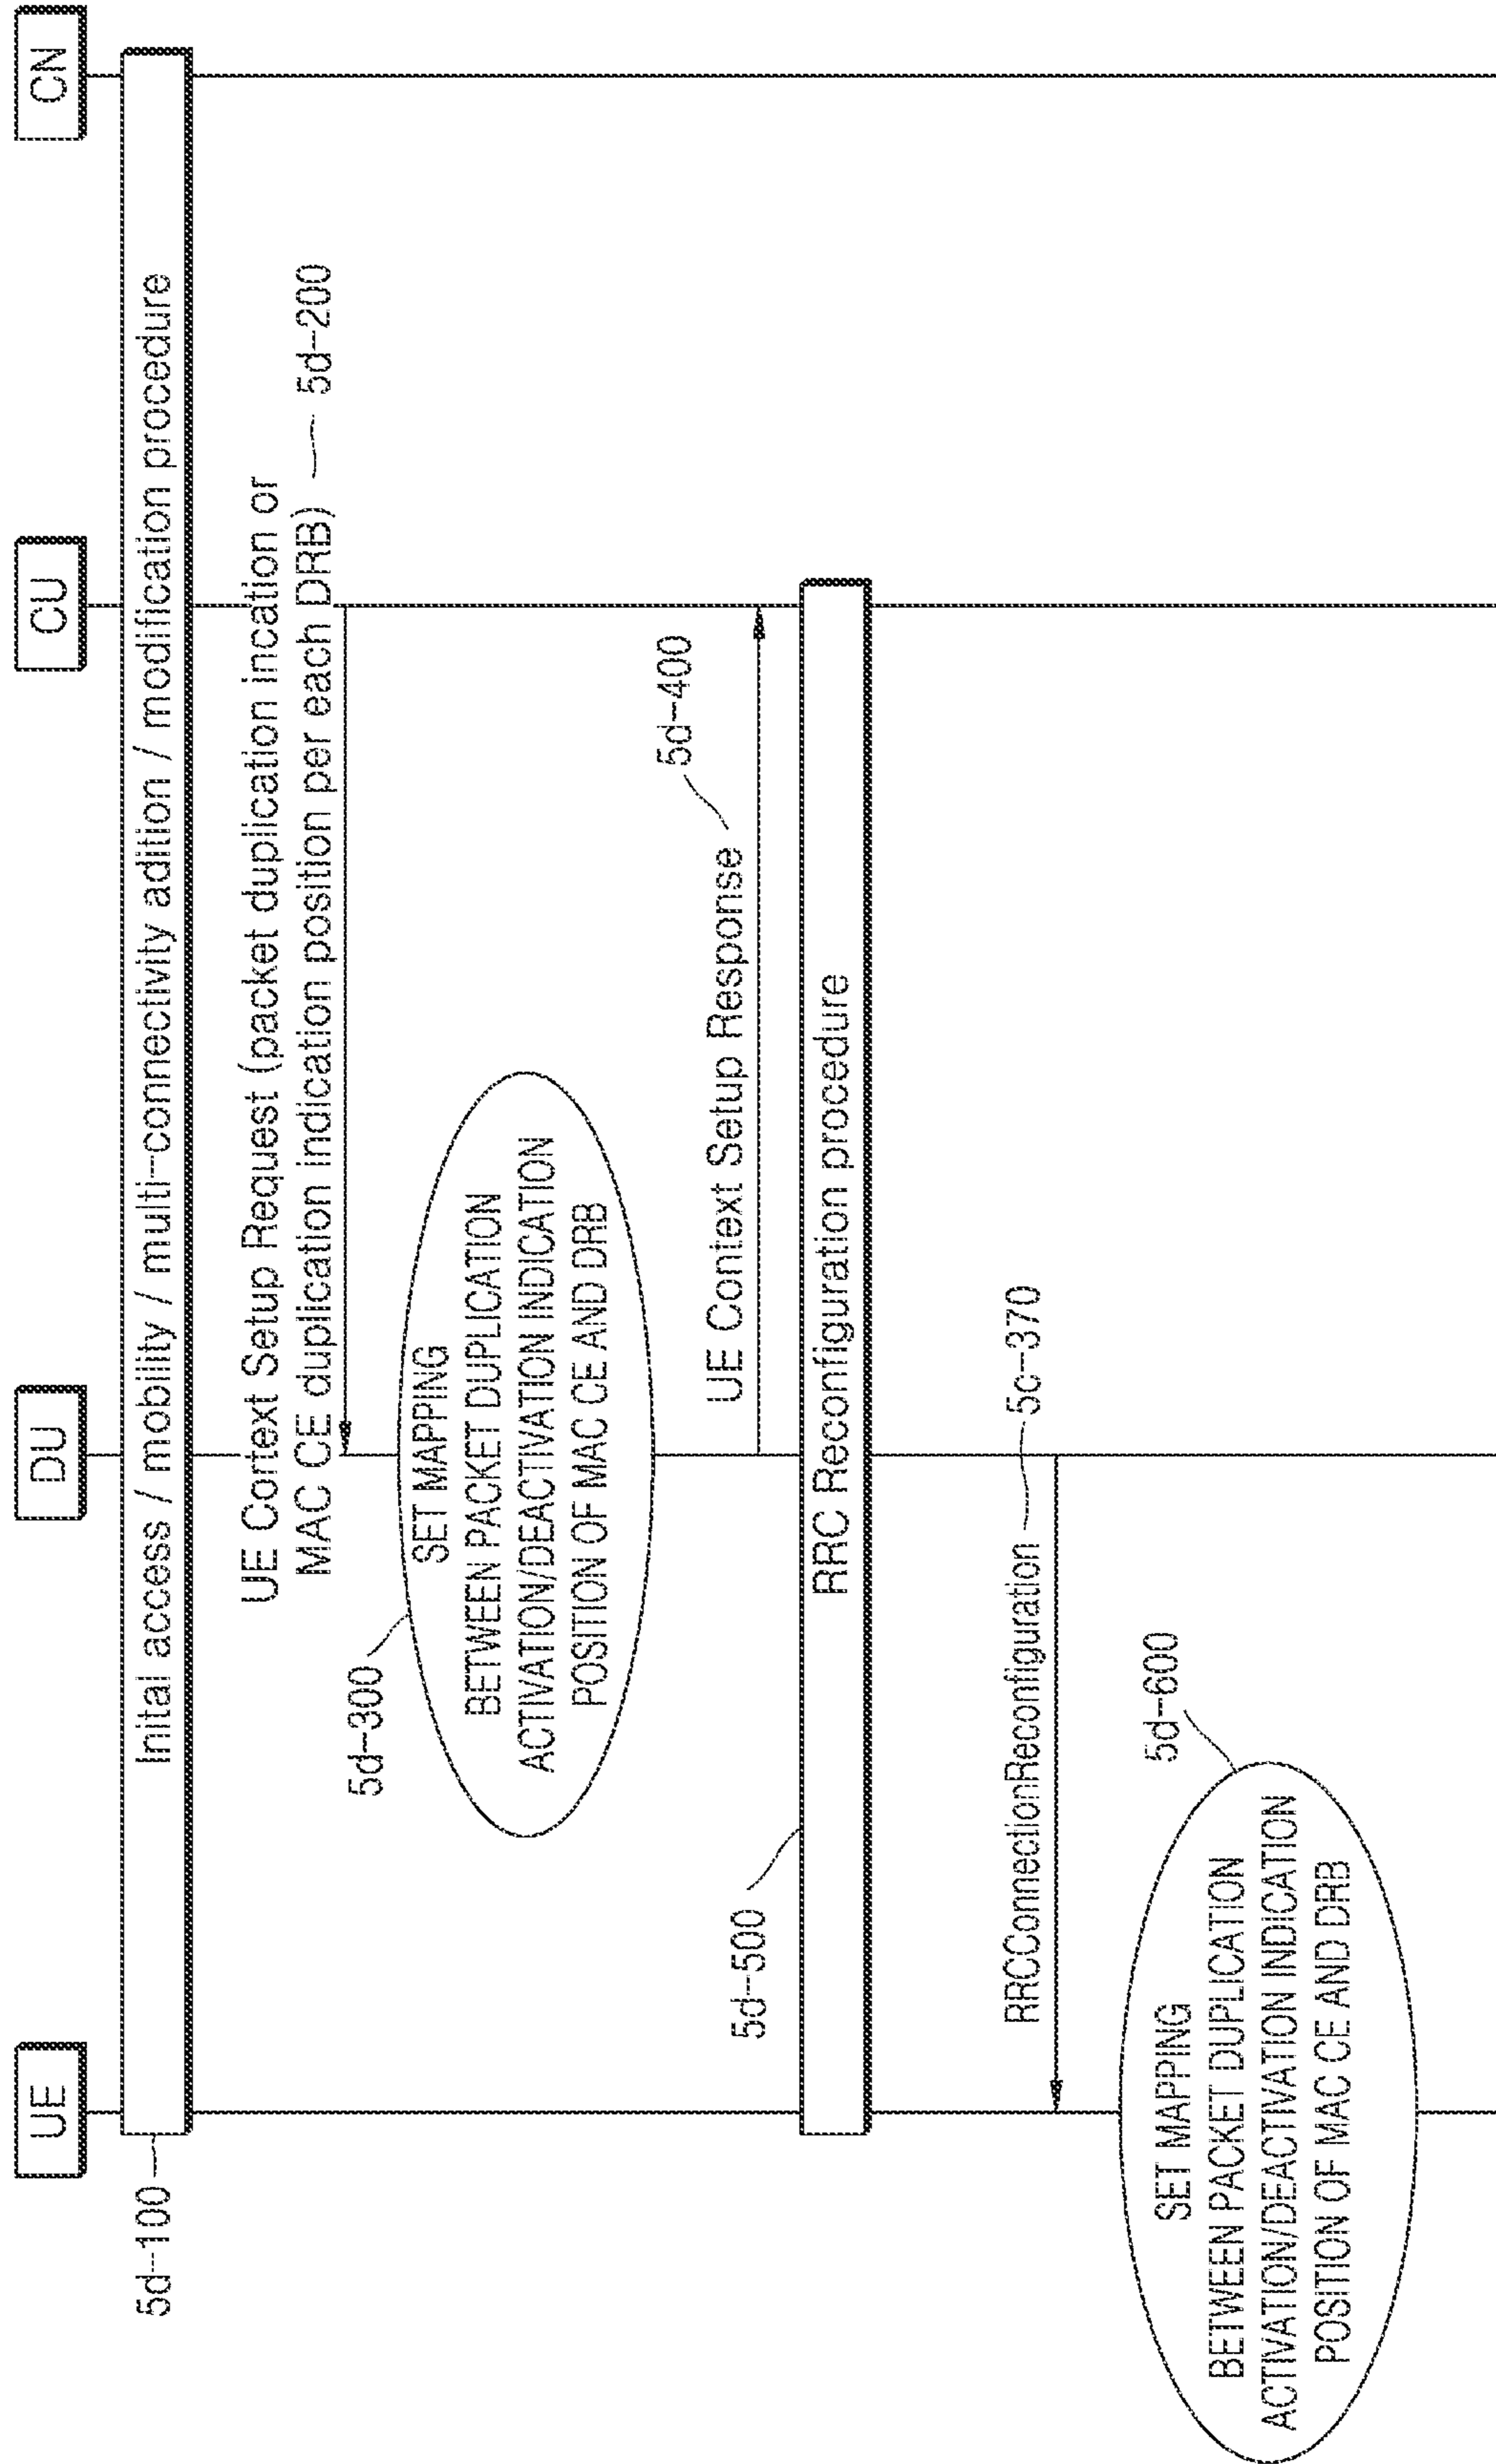 UE
DU
CU
CN
5d-100
Inital access / mobility / multi-connectivity adition / modification procedure
UE Cortext Setup Request (packet duplication incation or
MAC CE duplication indication position per each DRB)
5d-200
5d-300
SET MAPPING
BETWEEN PACKET DUPLICATION
ACTIVATION/DEACTIVATION INDICATION
POSITION OF MAC CE AND DRB
UE Context Setup Response
5d-400
5d-500
RRC Reconfiguration procedure
RRCConnectionReconfiguration
5c-370
5d-600
SET MAPPING
BETWEEN PACKET DUPLICATION
ACTIVATION/DEACTIVATION INDICATION
POSITION OF MAC CE AND DRB